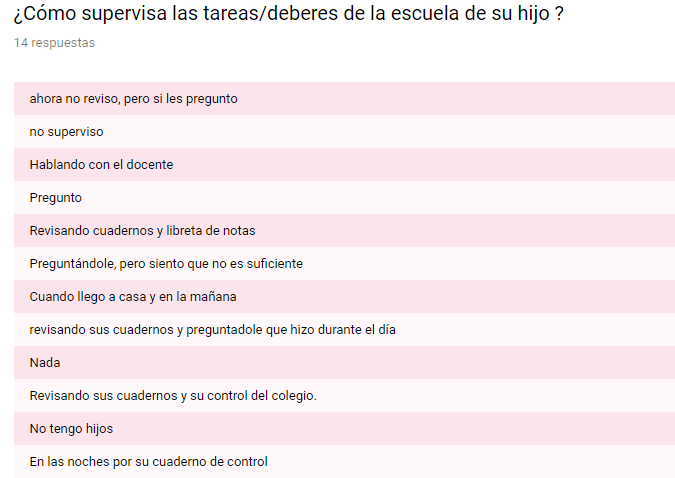 ¿Cómo supervisa las tareas/deberes de la escuela de su hijo ?
14 respuestas
ahora no reviso, pero si les pregunto
no superviso
Hablando con el docente
Pregunto
Revisando cuadernos y libreta de notas
Preguntándole, pero siento que no es suficiente
Cuando llego a casa y en la mañana
revisando sus cuadernos y preguntadole que hizo durante el día
Nada
Revisando sus cuadernos y su control del colegio.
No tengo hijos
En las noches por su cuaderno de control